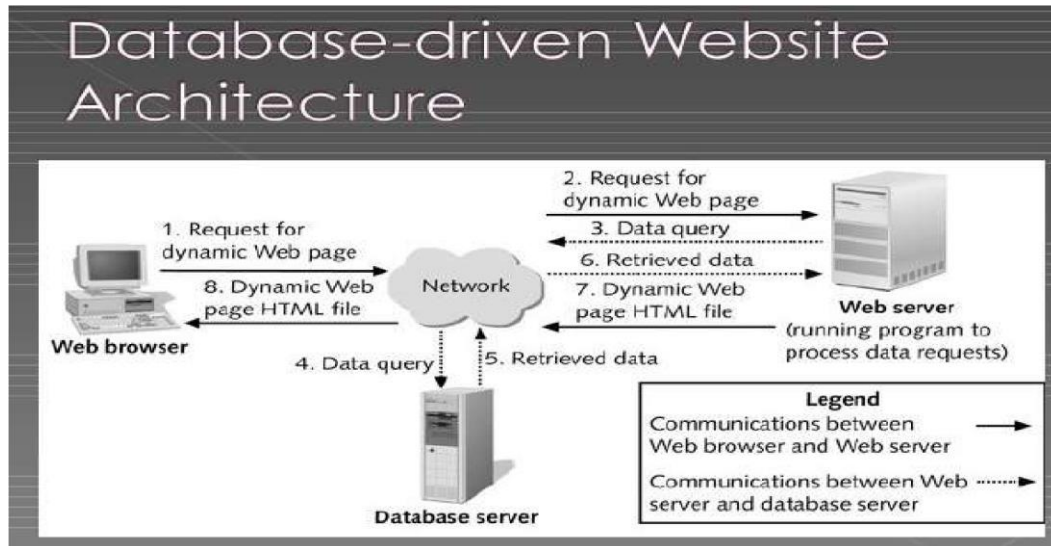 Database-driven Website
Architecture
1. Request for
dynamic Web page
8. Dynamic Web
page HTML file
Web browser
Network
2. Request for
dynamic Web page
3. Data query
6. Retrieved data
7. Dynamic Web
page HTML file
Web server
(running program to
process data requests)
4. Data query
5. Retrieved data
Database server
Legend
Communications between
Web browser and Web server
Communications between Web
server and database server